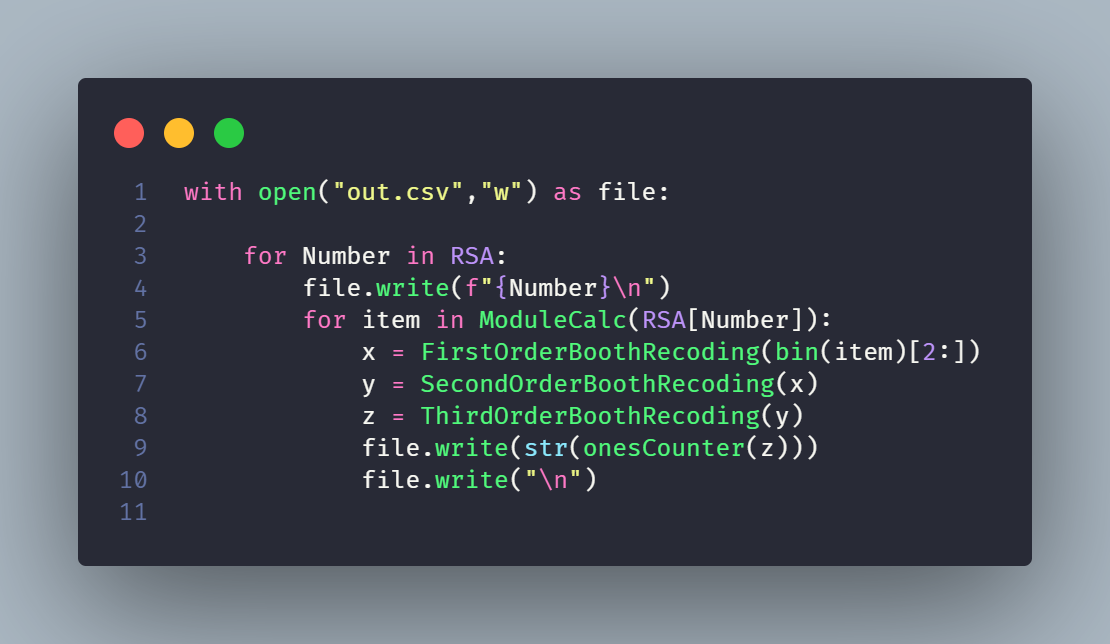 1 with open("out.csv","w") as file:
2
3     for Number in RSA:
4         file.write(f"{Number}\n")
5         for item in ModuleCalc(RSA[Number]):
6             x = FirstOrderBoothRecoding(bin(item)[2:])
7             y = SecondOrderBoothRecoding(x)
8             z = ThirdOrderBoothRecoding(y)
9             file.write(str(onesCounter(z)))
10             file.write("\n")
11